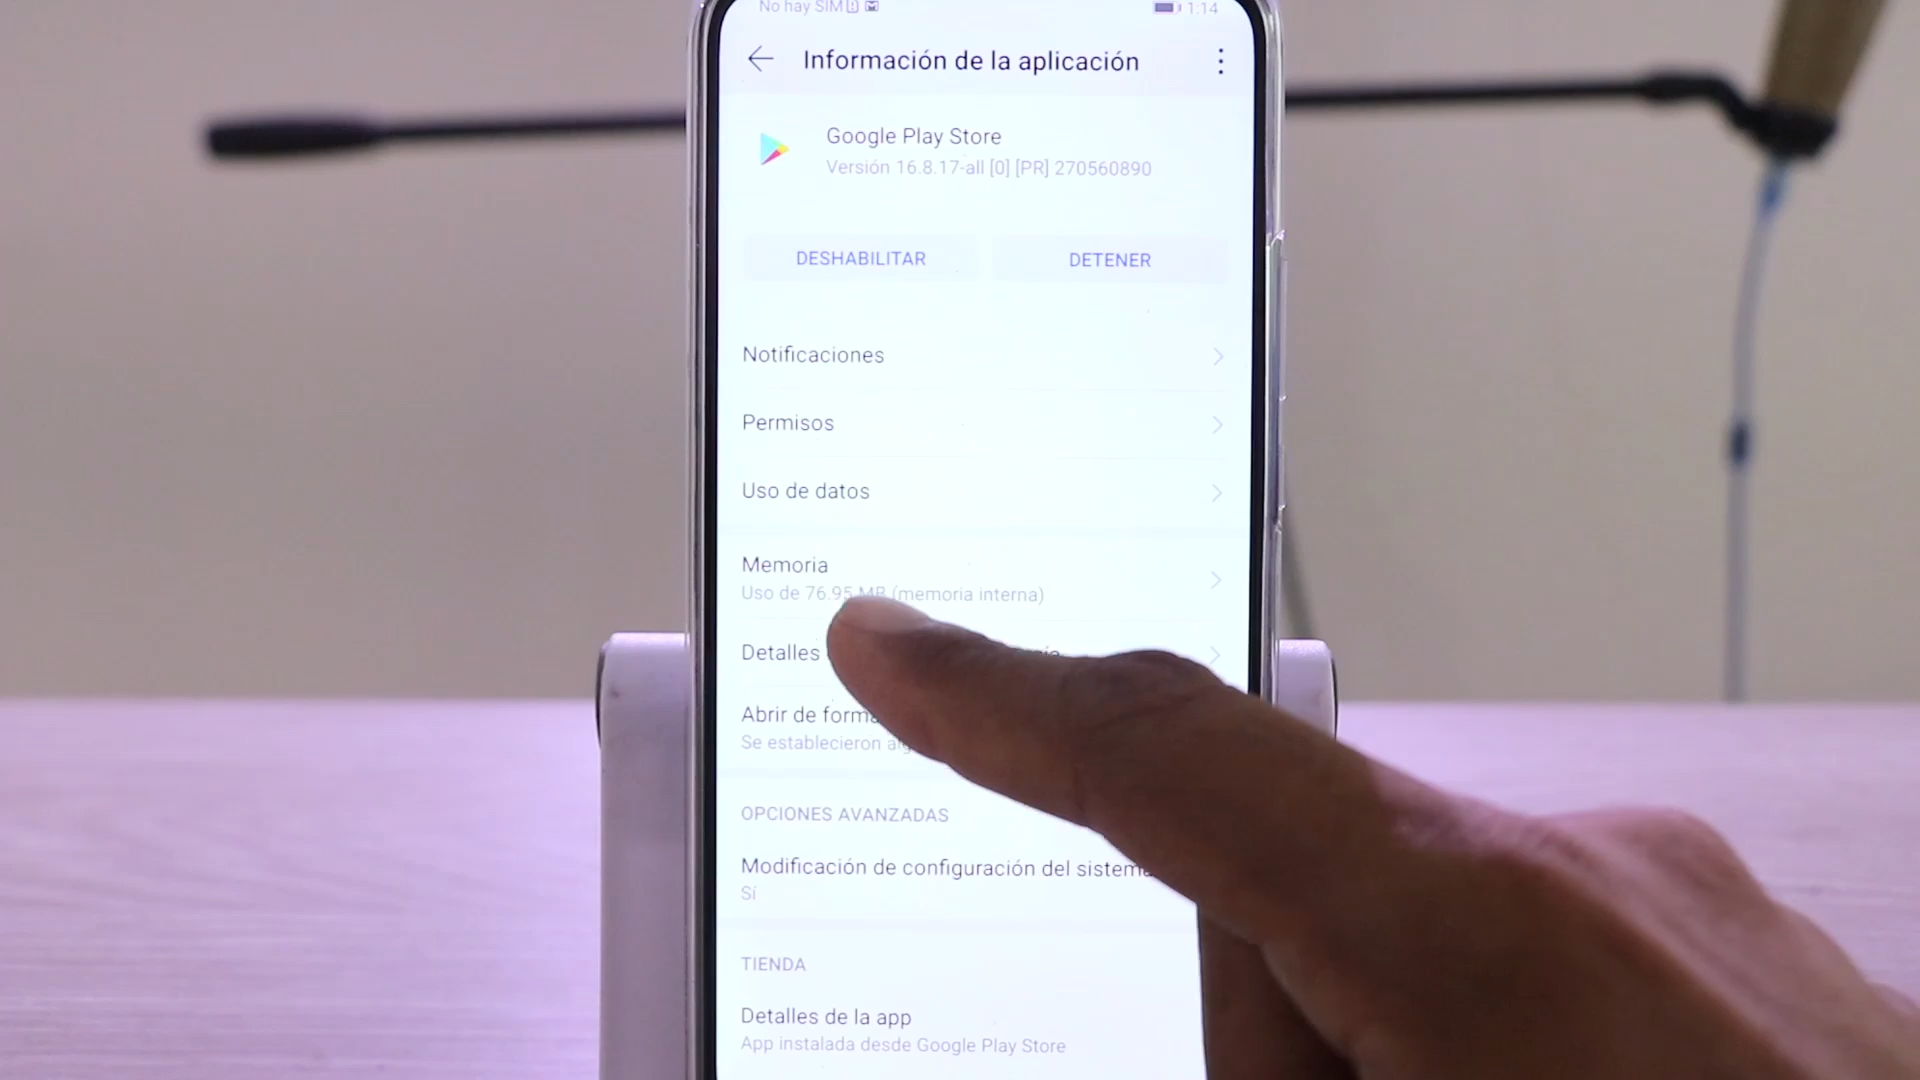 No hay SIM 1:14
Información de la aplicación
Google Play Store
Versión 16.8.17-all [0] [PR] 270560890
DESHABILITAR DETENER
Notificaciones
Permisos
Uso de datos
Memoria
Uso de 76.95 MB (memoria interna)
Detalles
Abrir de forma
Se establecieron
OPCIONES AVANZADAS
Modificación de configuración del sistema
Sí
TIENDA
Detalles de la app
App instalada desde Google Play Store